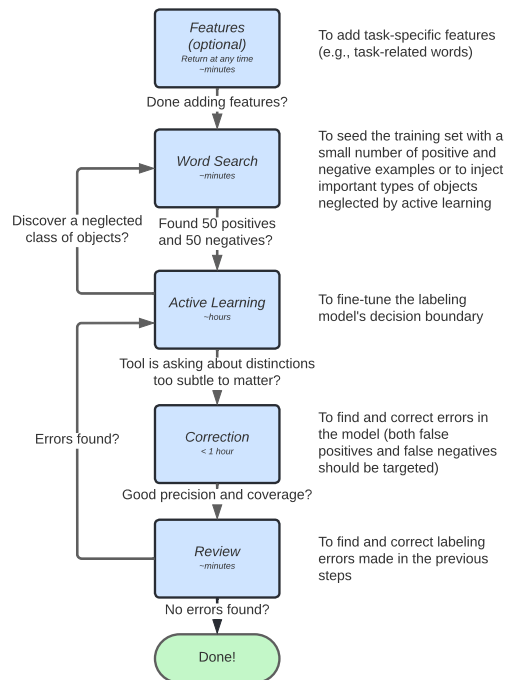 Features
(optional)
Return at any time
~minutes
To add task-specific features
(e.g., task-related words)
Done adding features?
Word Search
~minutes
To seed the training set with a
small number of positive and
negative examples or to inject
important types of objects
neglected by active learning
Discover a neglected
class of objects?
Found 50 positives
and 50 negatives?
Active Learning
~hours
To fine-tune the labeling
model's decision boundary
Tool is asking about distinctions
too subtle to matter?
Errors found?
Correction
< 1 hour
To find and correct errors in
the model (both false
positives and false negatives
should be targeted)
Good precision and coverage?
Review
~minutes
To find and correct labeling
errors made in the previous
steps
No errors found?
Done!